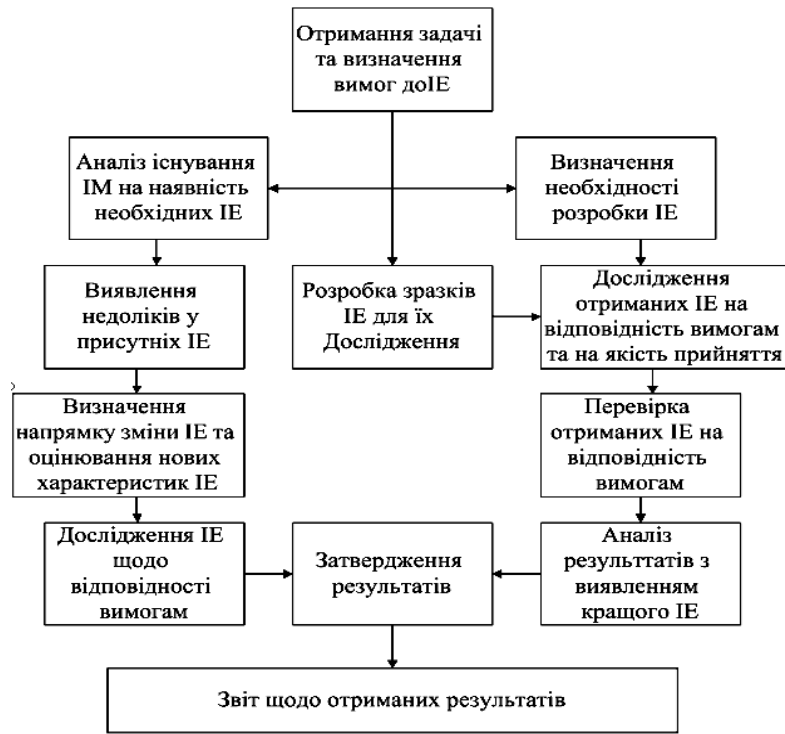 Отримання задачі
та визначення
вимог доІЕ
Аналіз існування
ІМ на наявність
необхідних ІЕ
Визначення
необхідності
розробки ІЕ
Виявлення
недоліків у
присутніх ІЕ
Розробка зразків
ІЕ для їх
Дослідження
Дослідження
отриманих ІЕ на
відповідність вимогам
та на якість прийняття
Визначення
напрямку зміни ІЕ та
оцінювання нових
характеристик ІЕ
Перевірка
отриманих ІЕ на
відповідність
вимогам
Дослідження ІЕ
щодо
відповідності
вимогам
Затвердження
результатів
Аналіз
результтатів з
виявленням
кращого ІЕ
Звіт щодо отриманих результатів